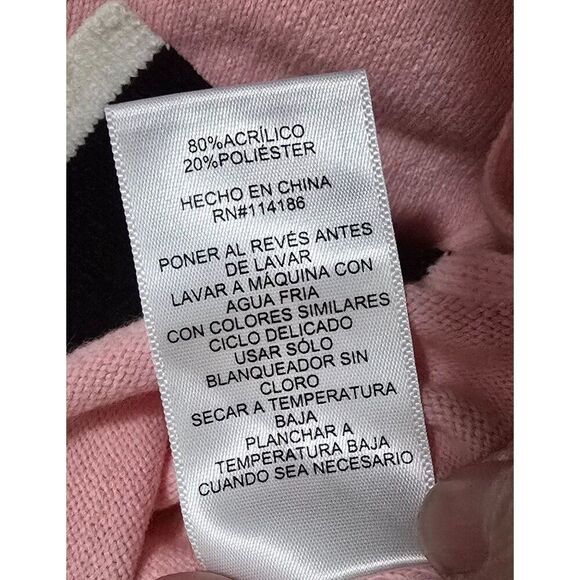 80%ACRÍLICO
20%POLIÉSTER
HECHO EN CHINA
RN#114186
PONER AL REVÉS ANTES
DE LAVAR
LAVAR A MÁQUINA CON
AGUA FRIA
CON COLORES SIMILARES
CICLO DELICADO
USAR SÓLO
BLANQUEADOR SIN
CLORO
SECAR A TEMPERATURA
BAJA
PLANCHAR A
TEMPERATURA BAJA
CUANDO SEA NECESARIO